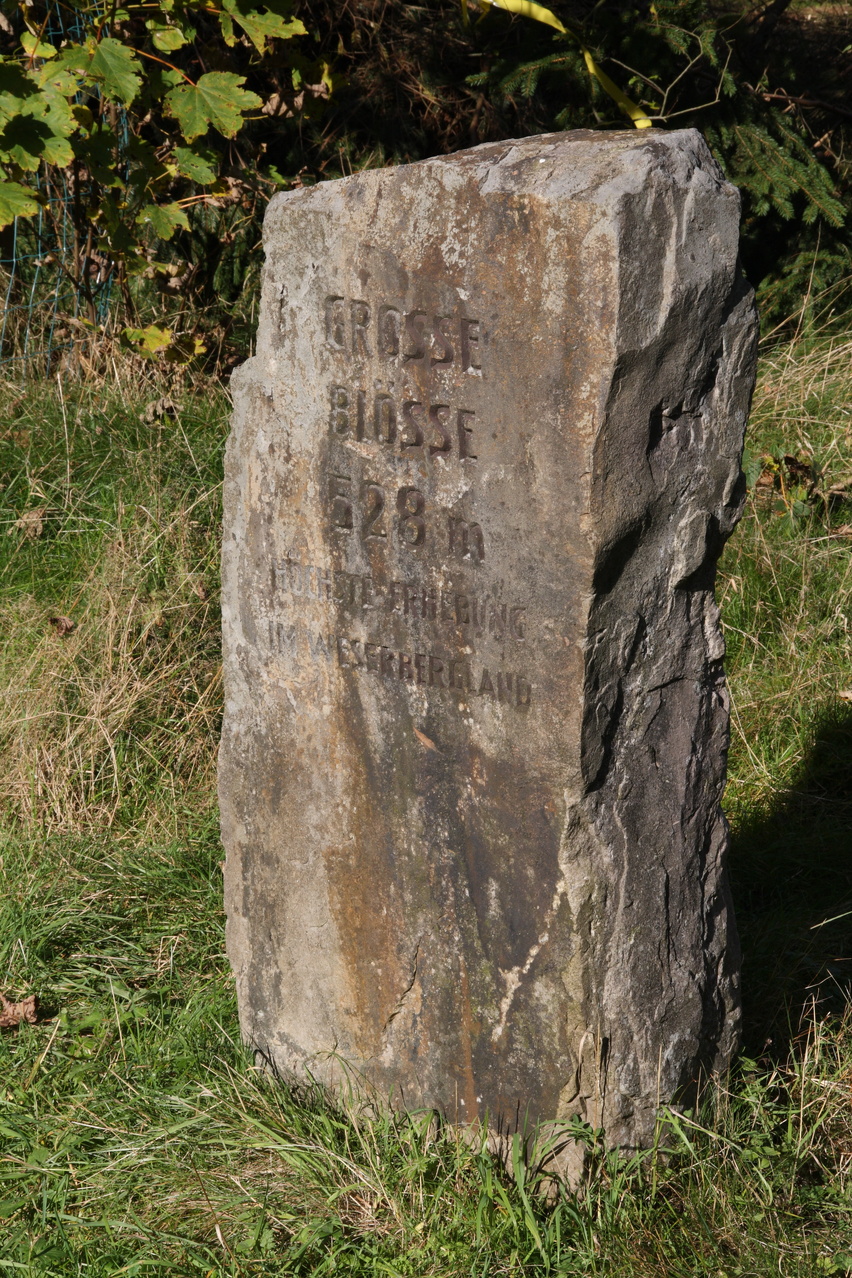 GROSSE
BLÖSSE
528 m
HÖCHSTE ERHEBUNG
IM WESERBERGLAND